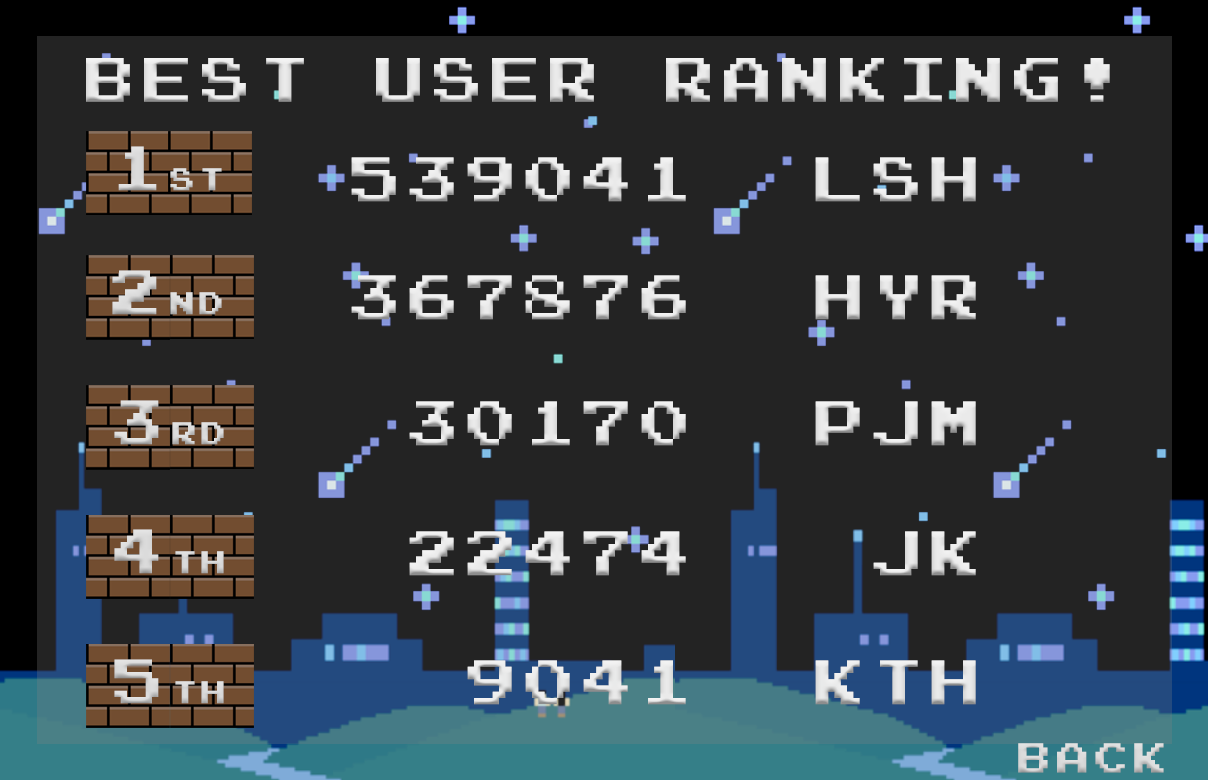 BEST USER RANKING!
1ST 539041 LSH
2ND 367876 HYR
3RD 30170 PJM
4TH 22474 JK
5TH 9041 KTH
BACK